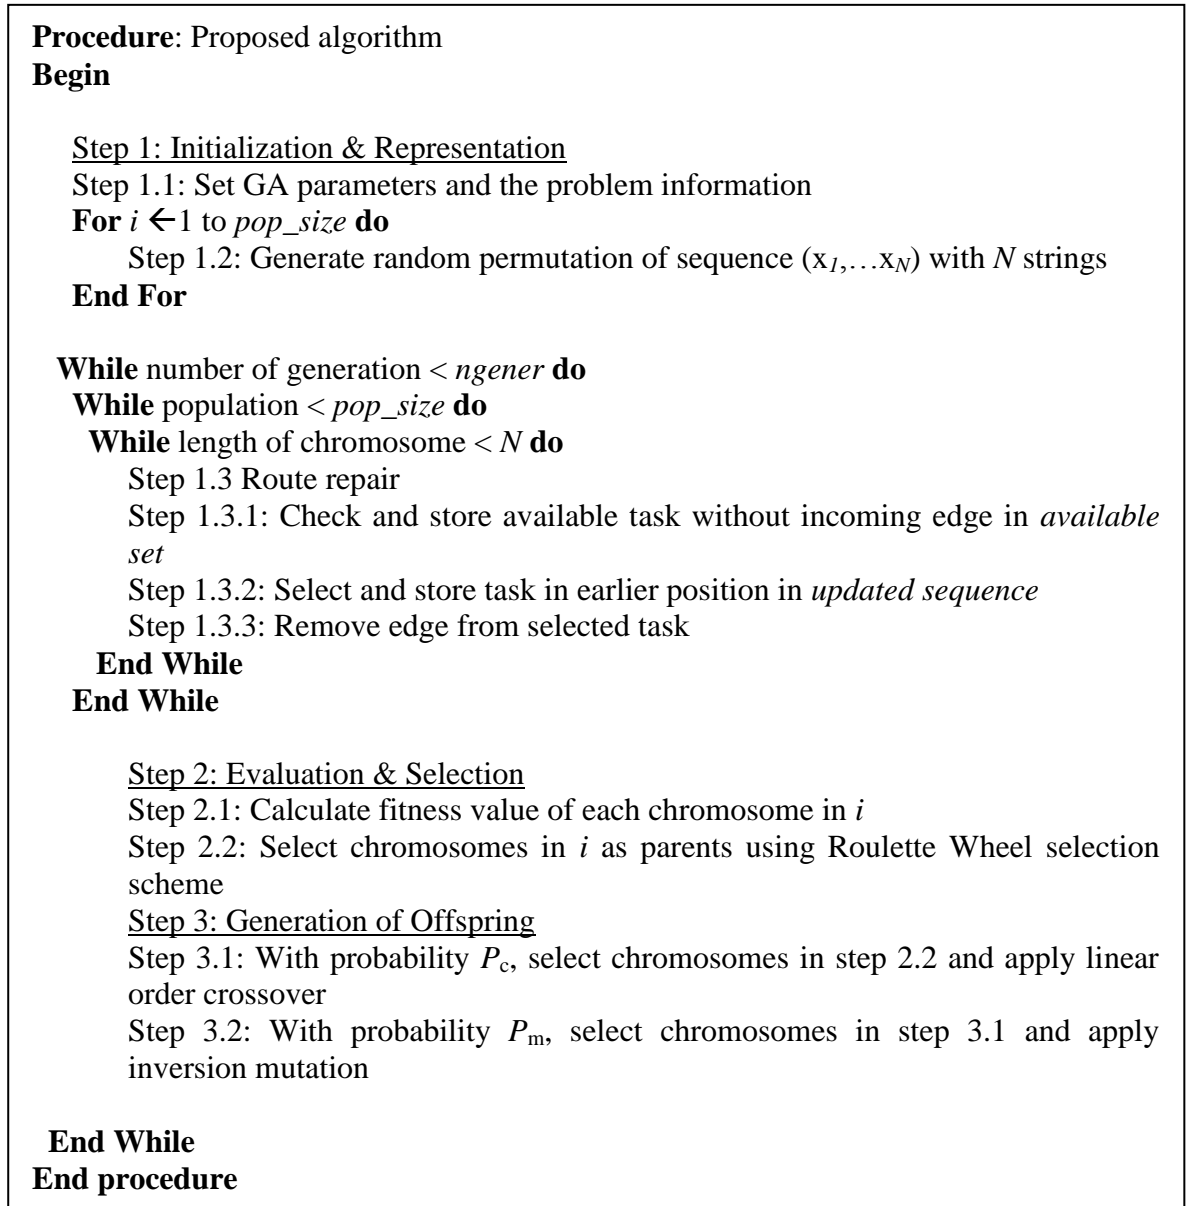 Procedure: Proposed algorithm
Begin
Step 1: Initialization & Representation
Step 1.1: Set GA parameters and the problem information
For i ←1 to pop_size do
Step 1.2: Generate random permutation of sequence (x1,…xN) with N strings
End For
While number of generation < ngener do
While population < pop_size do
While length of chromosome < N do
Step 1.3 Route repair
Step 1.3.1: Check and store available task without incoming edge in available
set
Step 1.3.2: Select and store task in earlier position in updated sequence
Step 1.3.3: Remove edge from selected task
End While
End While
Step 2: Evaluation & Selection
Step 2.1: Calculate fitness value of each chromosome in i
Step 2.2: Select chromosomes in i as parents using Roulette Wheel selection
scheme
Step 3: Generation of Offspring
Step 3.1: With probability Pc, select chromosomes in step 2.2 and apply linear
order crossover
Step 3.2: With probability Pm, select chromosomes in step 3.1 and apply
inversion mutation
End While
End procedure